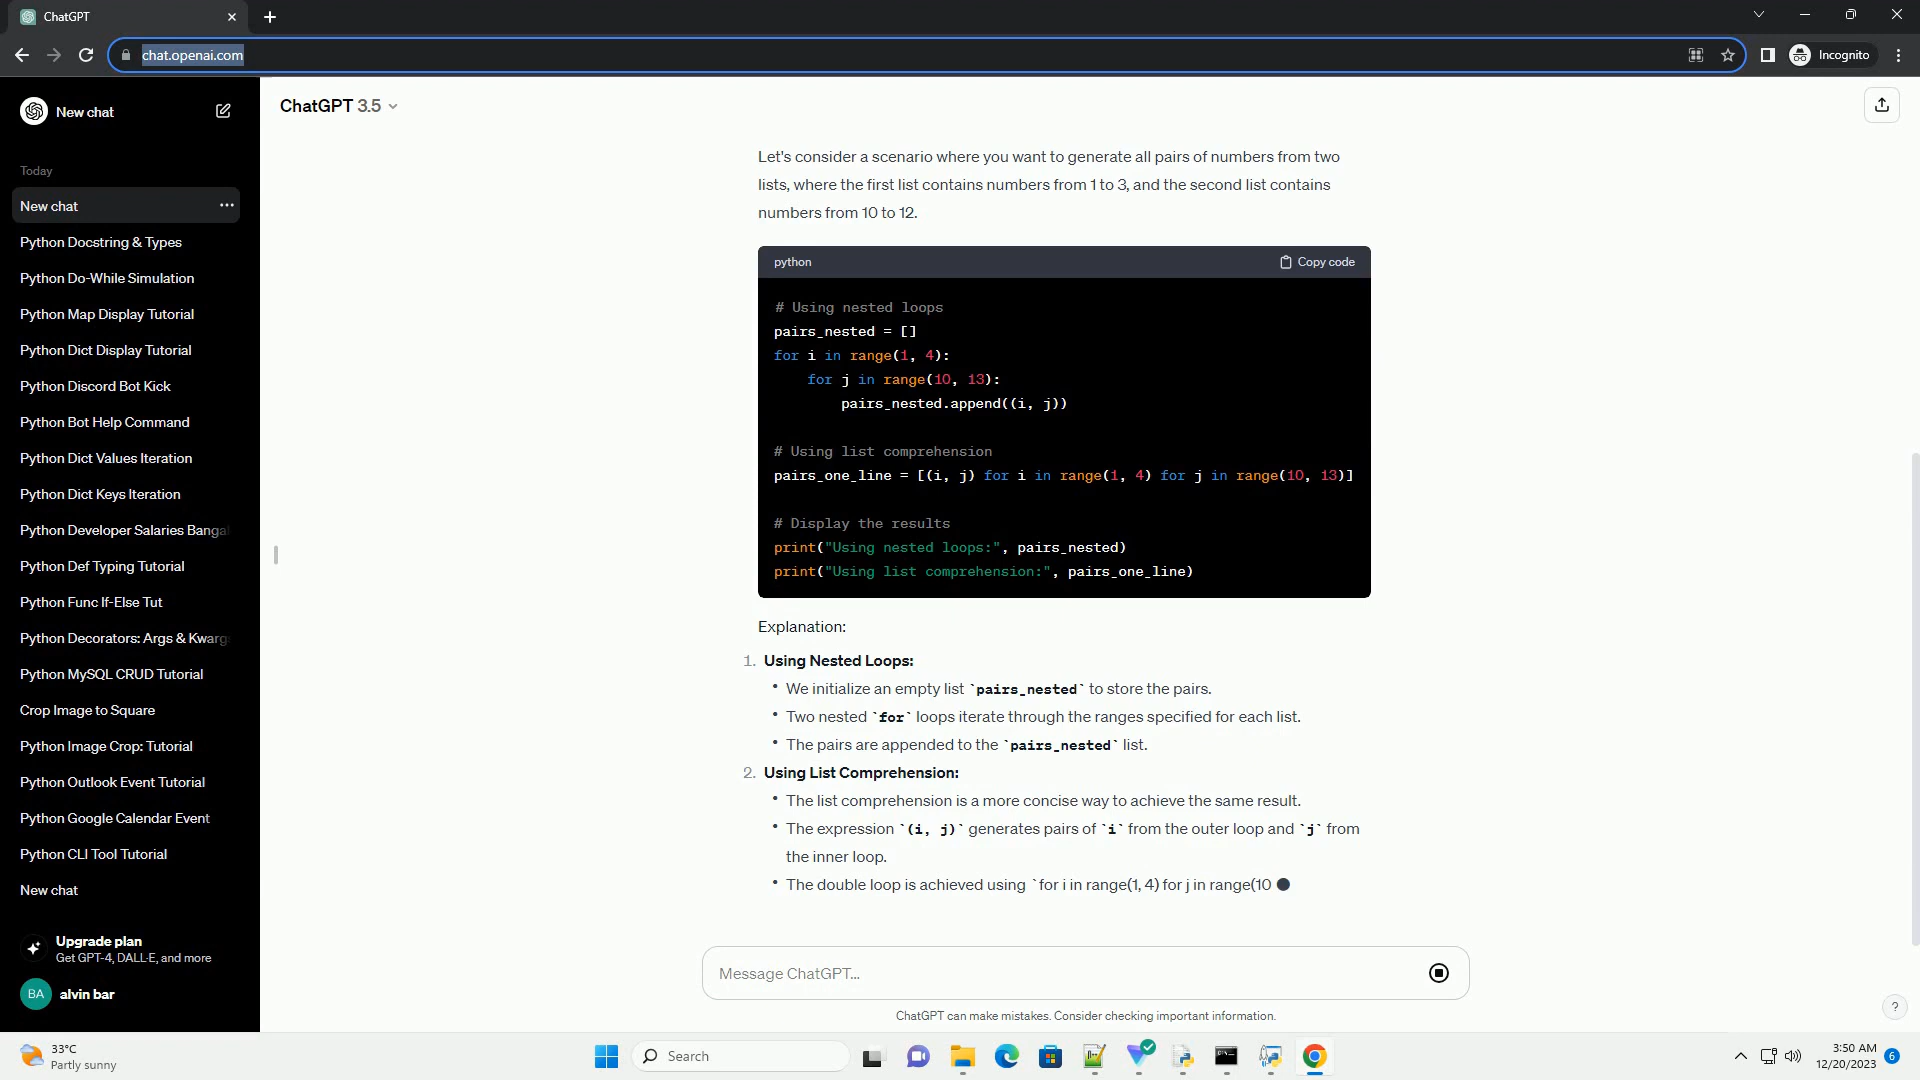 ChatGPT
chat.openai.com
Incognito
New chat
Today
New chat
Python Docstring & Types
Python Do-While Simulation
Python Map Display Tutorial
Python Dict Display Tutorial
Python Discord Bot Kick
Python Bot Help Command
Python Dict Values Iteration
Python Dict Keys Iteration
Python Developer Salaries Banga
Python Def Typing Tutorial
Python Func If-Else Tut
Python Decorators: Args & Kwarg
Python MySQL CRUD Tutorial
Crop Image to Square
Python Image Crop: Tutorial
Python Outlook Event Tutorial
Python Google Calendar Event
Python CLI Tool Tutorial
New chat
Upgrade plan
Get GPT-4, DALL·E, and more
BA alvin bar
ChatGPT 3.5
Let's consider a scenario where you want to generate all pairs of numbers from two
lists, where the first list contains numbers from 1 to 3, and the second list contains
numbers from 10 to 12.
python Copy code
# Using nested loops
pairs_nested = []
for i in range(1, 4):
    for j in range(10, 13):
        pairs_nested.append((i, j))
# Using list comprehension
pairs_one_line = [(i, j) for i in range(1, 4) for j in range(10, 13)]
# Display the results
print("Using nested loops:", pairs_nested)
print("Using list comprehension:", pairs_one_line)
Explanation:
1. Using Nested Loops:
• We initialize an empty list `pairs_nested` to store the pairs.
• Two nested `for` loops iterate through the ranges specified for each list.
• The pairs are appended to the `pairs_nested` list.
2. Using List Comprehension:
• The list comprehension is a more concise way to achieve the same result.
• The expression `(i, j)` generates pairs of `i` from the outer loop and `j` from
the inner loop.
• The double loop is achieved using `for i in range(1, 4) for j in range(10
Message ChatGPT...
ChatGPT can make mistakes. Consider checking important information.
?
33°C
Partly sunny
Search
3:50 AM
12/20/2023
6